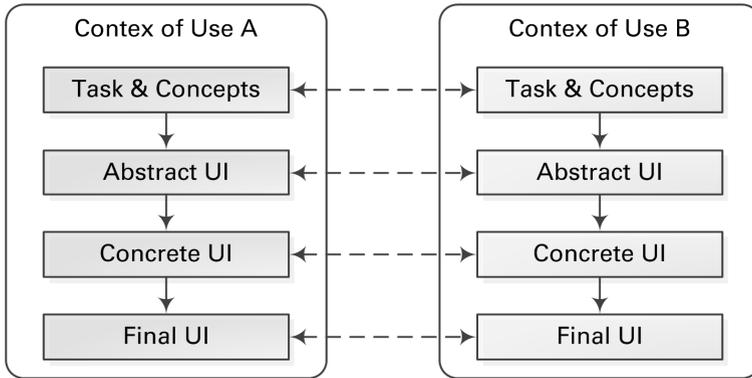 Contex of Use A
Task & Concepts
Abstract UI
Concrete UI
Final UI
Contex of Use B
Task & Concepts
Abstract UI
Concrete UI
Final UI